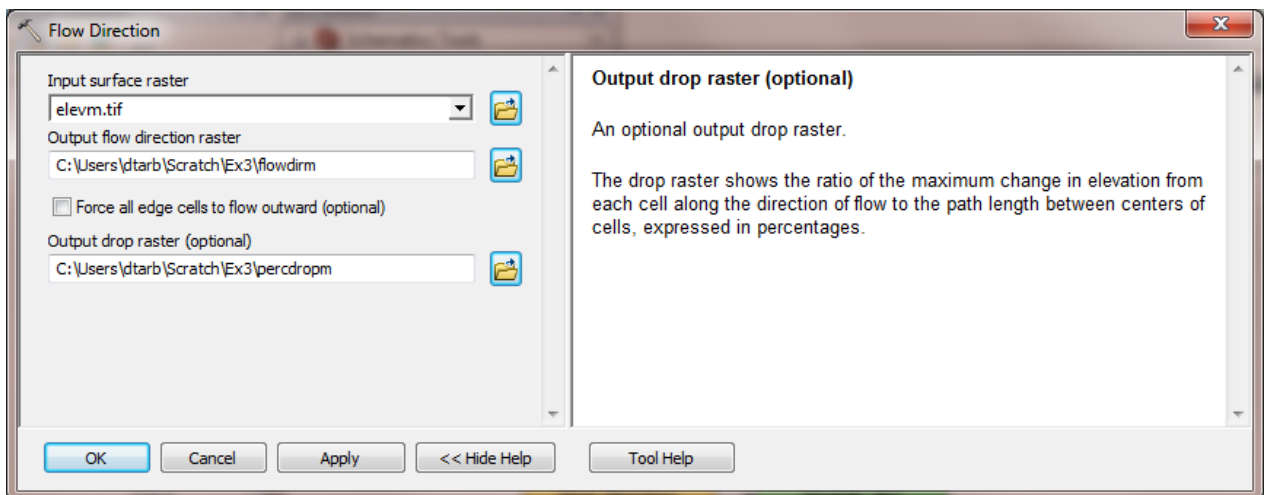 Flow Direction
Input surface raster
elevm.tif
Output flow direction raster
C:\Users\dtarb\Scratch\Ex3\flowdirm
Force all edge cells to flow outward (optional)
Output drop raster (optional)
C:\Users\dtarb\Scratch\Ex3\percdropm
Output drop raster (optional)
An optional output drop raster.
The drop raster shows the ratio of the maximum change in elevation from
each cell along the direction of flow to the path length between centers of
cells, expressed in percentages.
OK
Cancel
Apply
<< Hide Help
Tool Help